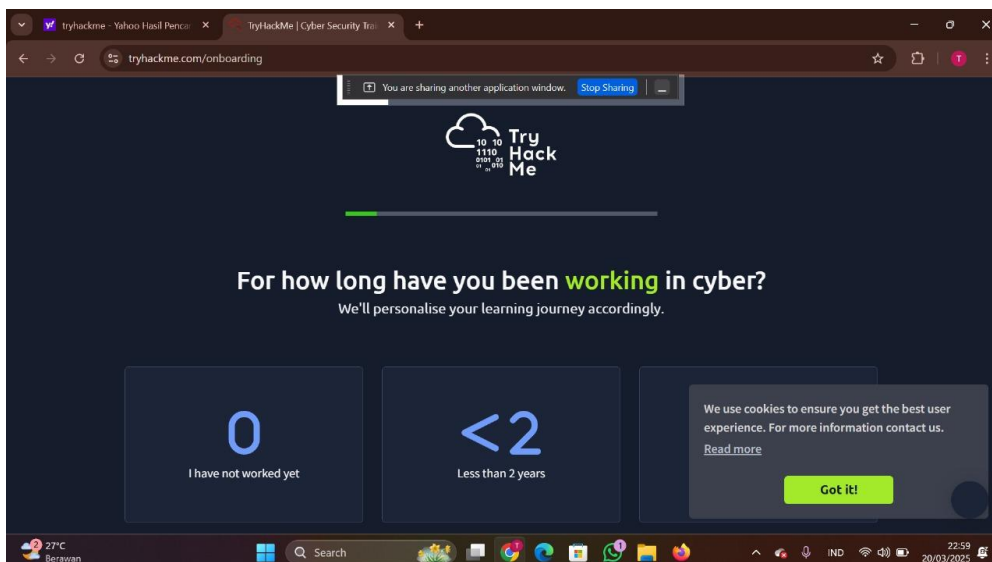 tryhackme - Yahoo Hasil Pencar
TryHackMe | Cyber Security Trai
tryhackme.com/onboarding
T
You are sharing another application window. Stop Sharing
10 10
1110
0101 01
01 010
01
Try
Hack
Me
For how long have you been working in cyber?
We'll personalise your learning journey accordingly.
0
I have not worked yet
<2
Less than 2 years
We use cookies to ensure you get the best user
experience. For more information contact us.
Read more
Got it!
2
27°C
Berawan
Search
T
1
IND
22:59
20/03/2025